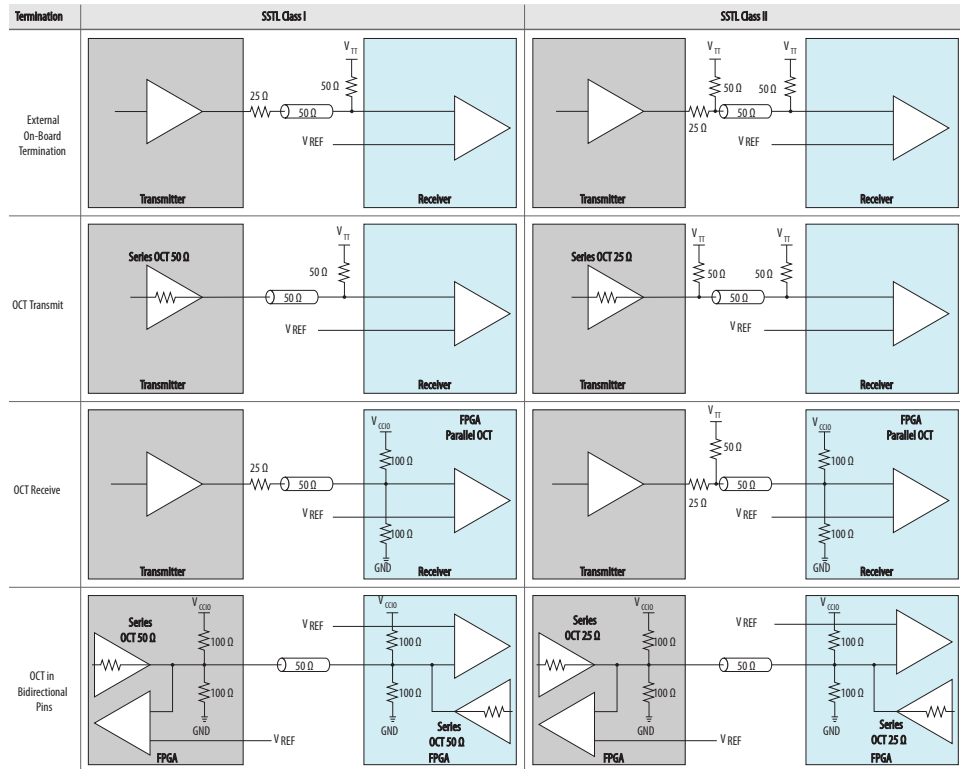 Termination
SSTL Class I
SSTL Class II
External
On-Board
Termination
V TT
50 Ω
25 Ω
50 Ω
V REF
Transmitter
Receiver
V TT
V TT
50 Ω
50 Ω
50 Ω
25 Ω
V REF
Transmitter
Receiver
OCT Transmit
Series OCT 50 Ω
V TT
50 Ω
50 Ω
V REF
Transmitter
Receiver
Series OCT 25 Ω
V TT
V TT
50 Ω
50 Ω
50 Ω
V REF
Transmitter
Receiver
OCT Receive
V CCIO
FPGA
Parallel OCT
100 Ω
25 Ω
50 Ω
V REF
100 Ω
GND
Transmitter
Receiver
V TT
50 Ω
V CCIO
FPGA
Parallel OCT
100 Ω
50 Ω
25 Ω
V REF
100 Ω
GND
Transmitter
Receiver
OCT in
Bidirectional
Pins
Series
OCT 50 Ω
V CCIO
100 Ω
100 Ω
GND
V REF
50 Ω
V REF
FPGA
V CCIO
100 Ω
100 Ω
GND
Series
OCT 50 Ω
FPGA
Series
OCT 25 Ω
V CCIO
100 Ω
100 Ω
GND
V REF
50 Ω
V REF
FPGA
V CCIO
100 Ω
100 Ω
GND
Series
OCT 25 Ω
FPGA